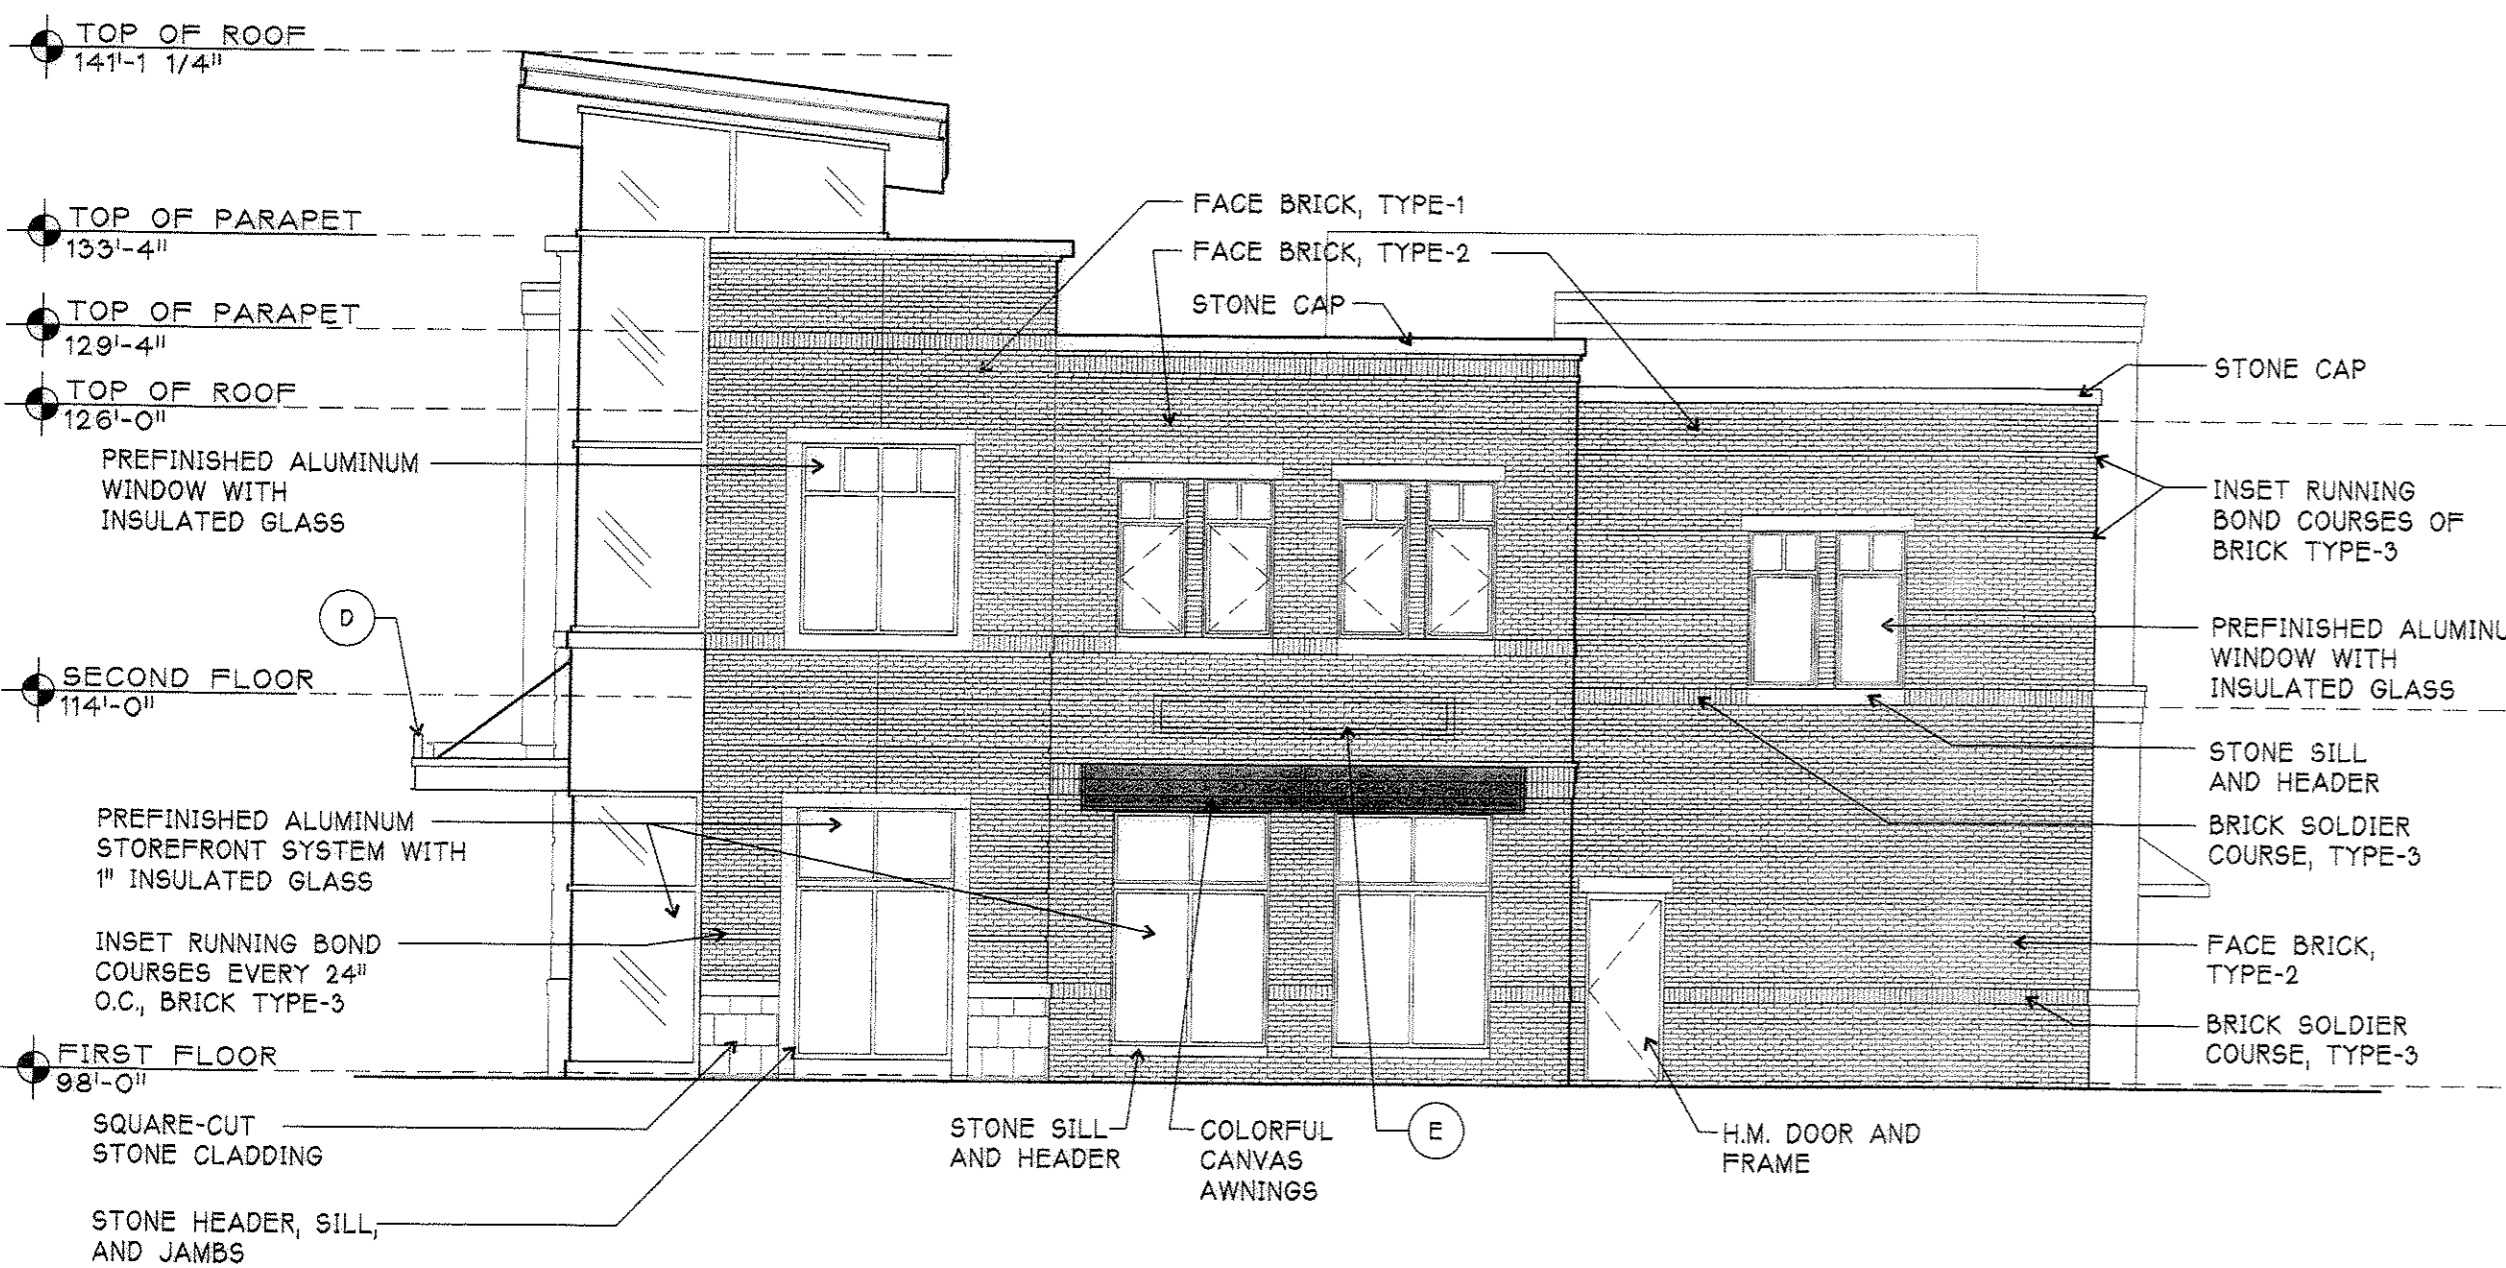 TOP OF ROOF
141'-1 1/4"
TOP OF PARAPET
133'-4"
TOP OF PARAPET
129'-4"
TOP OF ROOF
126'-0"
PREFINISHED ALUMINUM
WINDOW WITH
INSULATED GLASS
D
SECOND FLOOR
114'-0"
PREFINISHED ALUMINUM
STOREFRONT SYSTEM WITH
1" INSULATED GLASS
INSET RUNNING BOND
COURSES EVERY 24"
O.C., BRICK TYPE-3
FIRST FLOOR
98'-0"
SQUARE-CUT
STONE CLADDING
STONE HEADER, SILL,
AND JAMBS
FACE BRICK, TYPE-1
FACE BRICK, TYPE-2
STONE CAP
STONE SILL
AND HEADER
COLORFUL
CANVAS
AWNINGS
E
H.M. DOOR AND
FRAME
STONE CAP
INSET RUNNING
BOND COURSES OF
BRICK TYPE-3
PREFINISHED ALUMINU
WINDOW WITH
INSULATED GLASS
STONE SILL
AND HEADER
BRICK SOLDIER
COURSE, TYPE-3
FACE BRICK,
TYPE-2
BRICK SOLDIER
COURSE, TYPE-3